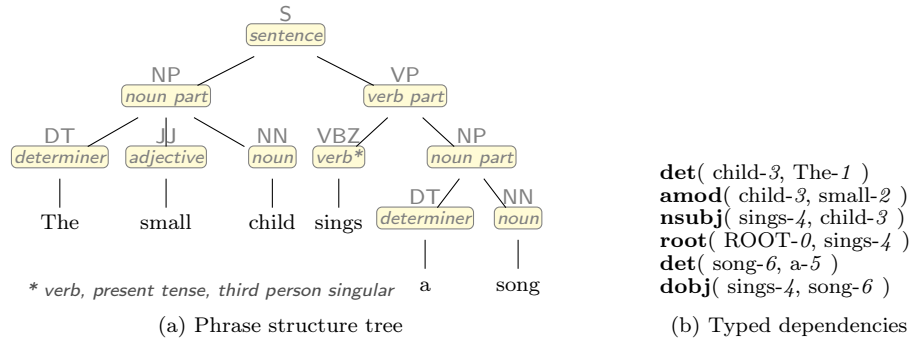 S
sentence
NP VP
noun part verb part
DT JJ NN VBZ NP
determiner adjective noun verb* noun part
DT NN
The small child sings determiner noun
a song
* verb, present tense, third person singular
(a) Phrase structure tree
det( child-3, The-1 )
amod( child-3, small-2 )
nsubj( sings-4, child-3 )
root( ROOT-0, sings-4 )
det( song-6, a-5 )
dobj( sings-4, song-6 )
(b) Typed dependencies